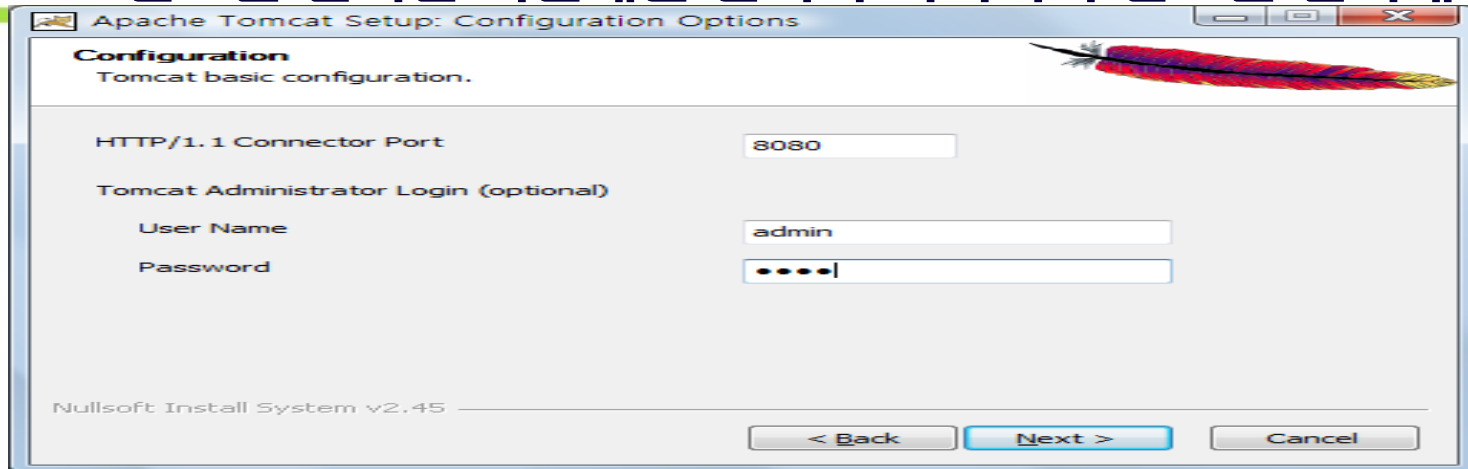 Apache Tomcat Setup: Configuration Options
Configuration
Tomcat basic configuration.
HTTP/1.1 Connector Port
8080
Tomcat Administrator Login (optional)
User Name
admin
Password
●●●●
Nullsoft Install System v2.45
< Back
Next >
Cancel